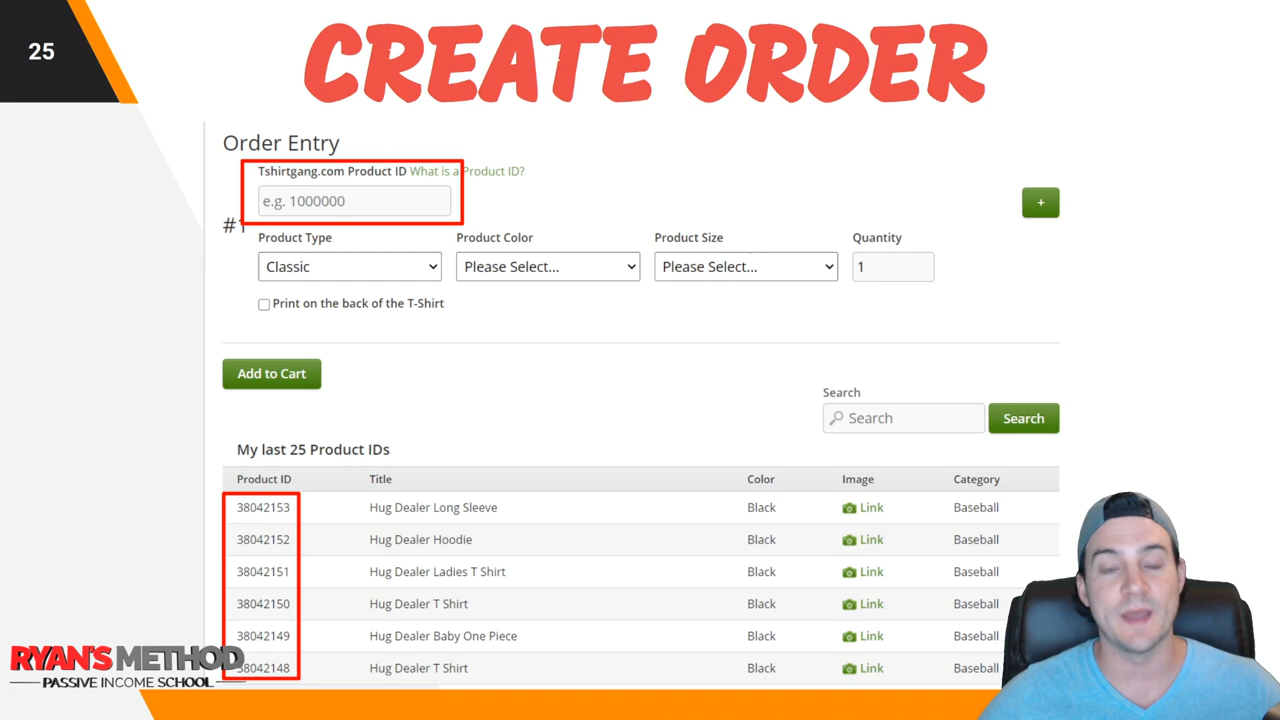 25
CREATE ORDER
Order Entry
Tshirtgang.com Product ID What is a Product ID?
e.g. 1000000
+
#1
Product Type Product Color Product Size Quantity
Classic Please Select... Please Select... 1
Print on the back of the T-Shirt
Add to Cart
Search
Search Search
My last 25 Product IDs
Product ID Title Color Image Category
38042153 Hug Dealer Long Sleeve Black Link Baseball
38042152 Hug Dealer Hoodie Black Link Baseball
38042151 Hug Dealer Ladies T Shirt Black Link Baseball
38042150 Hug Dealer T Shirt Black Link Baseball
38042149 Hug Dealer Baby One Piece Black Link Baseball
38042148 Hug Dealer T Shirt Black Link Baseball
RYAN'S METHOD
PASSIVE INCOME SCHOOL